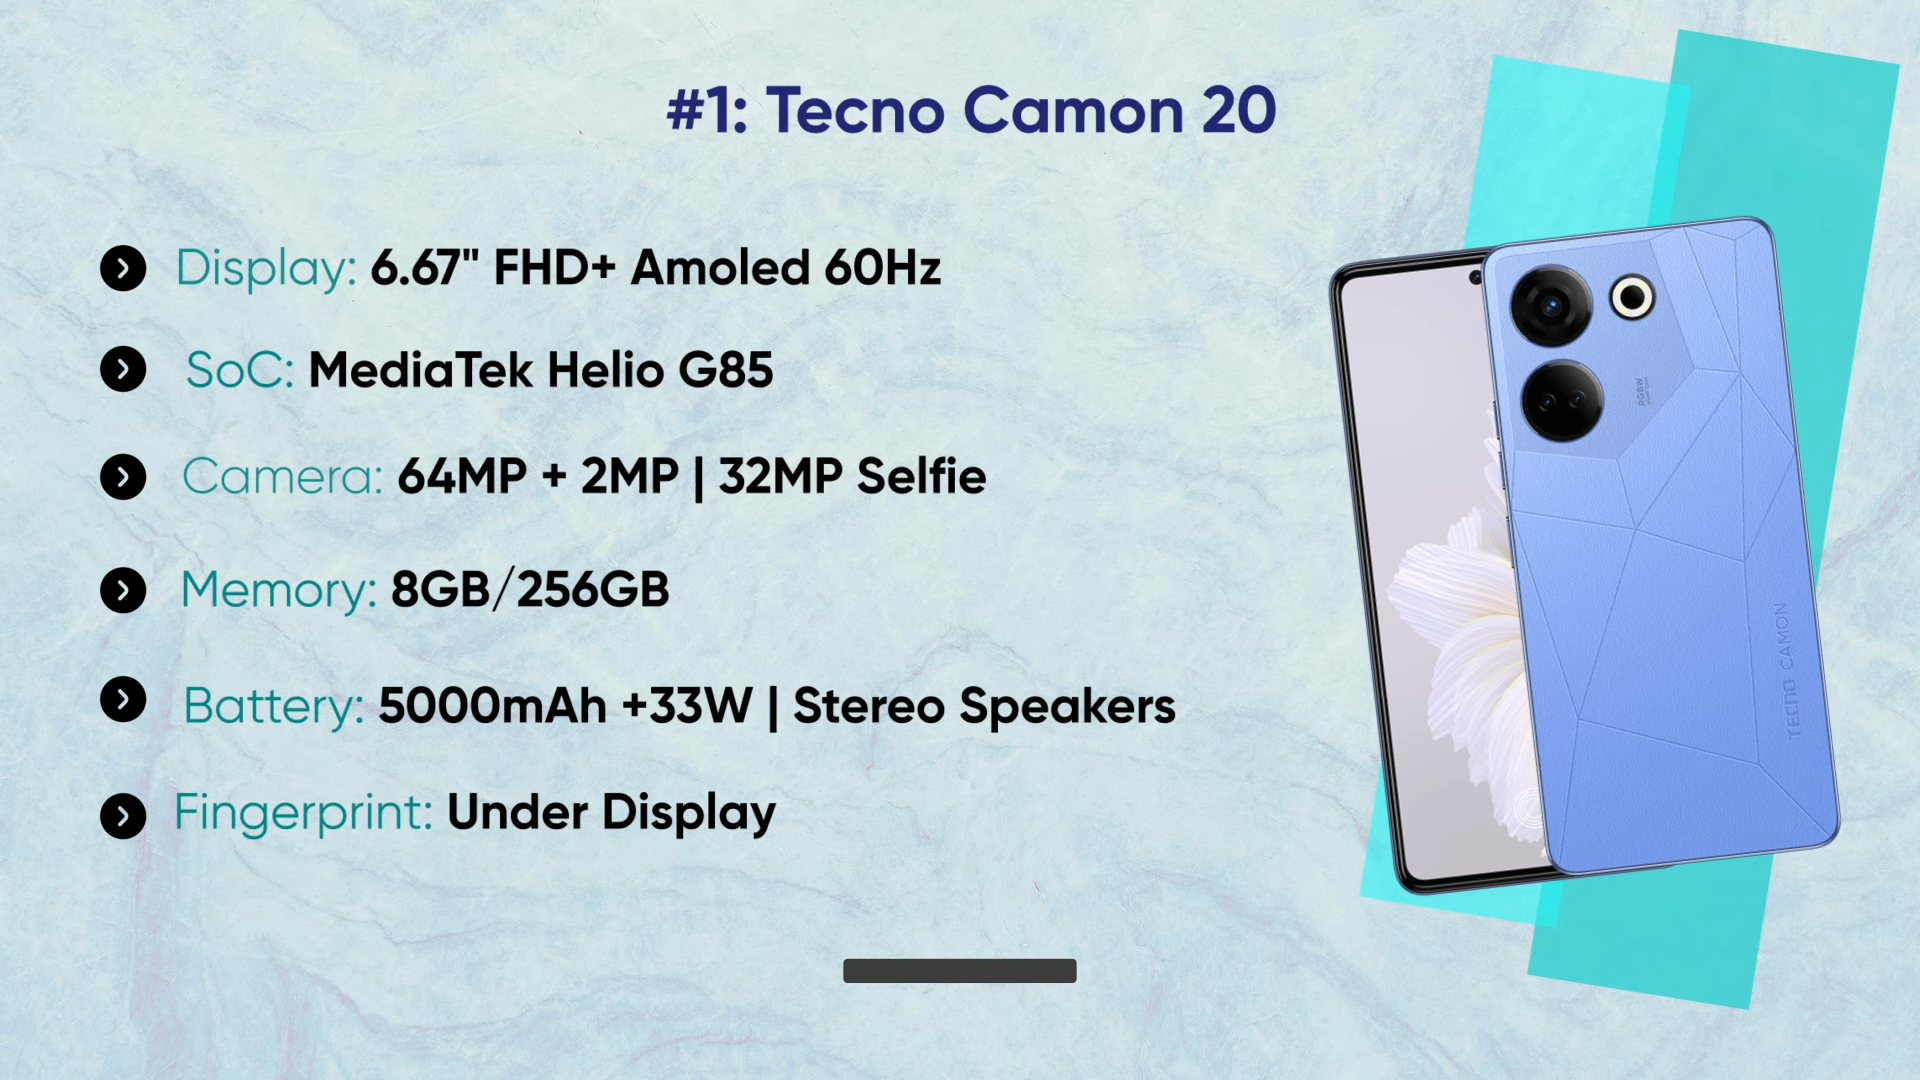 #1: Tecno Camon 20
Display: 6.67" FHD+ Amoled 60Hz
SoC: MediaTek Helio G85
Camera: 64MP + 2MP | 32MP Selfie
Memory: 8GB/256GB
Battery: 5000mAh +33W | Stereo Speakers
Fingerprint: Under Display
RGBW
TECNO CAMON